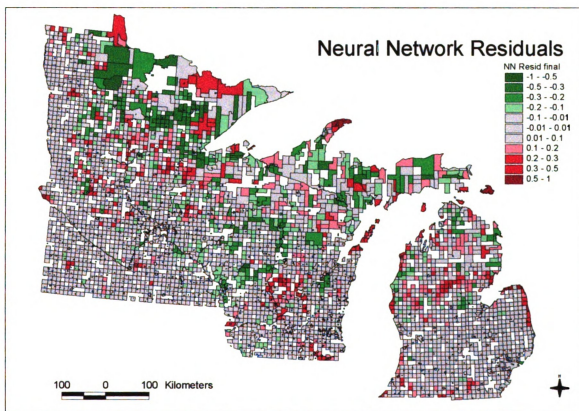 Neural Network Residuals
NN Resid final
-1 - -0.5
-0.5 - -0.3
-0.3 - -0.2
-0.2 - -0.1
-0.1 - -0.01
-0.01 - 0.01
0.01 - 0.1
0.1 - 0.2
0.2 - 0.3
0.3 - 0.5
0.5 - 1
100 0 100 Kilometers